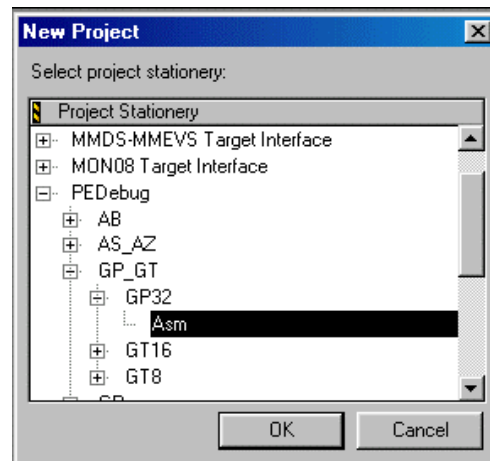 New Project
Select project stationery:
Project Stationery
MMDS-MMEVS Target Interface
MON08 Target Interface
PEDebug
AB
AS_AZ
GP_GT
GP32
Asm
GT16
GT8
OK Cancel